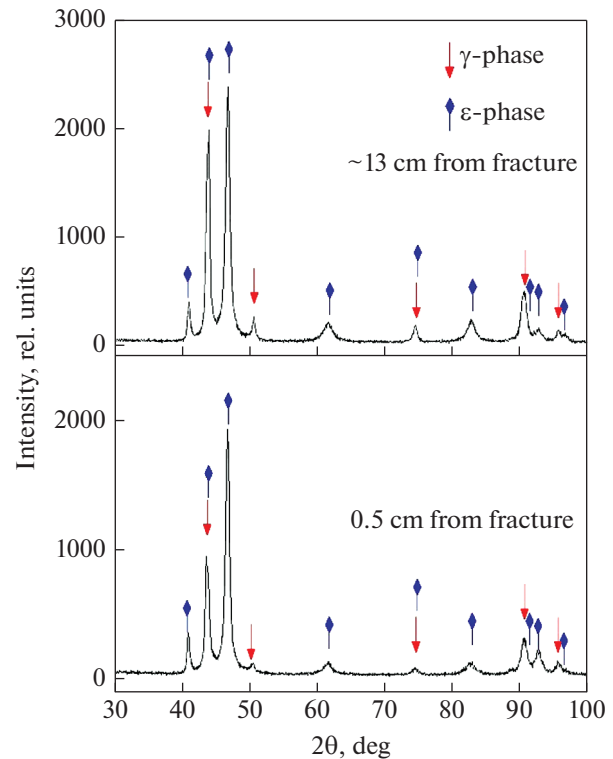 3000
γ-phase
ε-phase
2000
~13 cm from fracture
1000
0
Intensity, rel. units
2000
0.5 cm from fracture
1000
0
30 40 50 60 70 80 90 100
2θ, deg